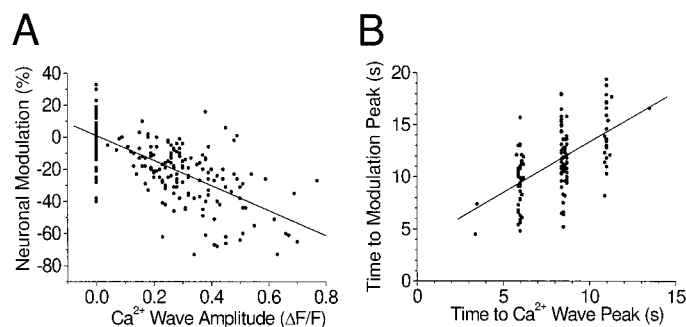 A
B
Neuronal Modulation (%)
40
20
0
-20
-40
-60
-80
0.0 0.2 0.4 0.6 0.8
Ca2+ Wave Amplitude (ΔF/F)
Time to Modulation Peak (s)
20
15
10
5
0
0 5 10 15
Time to Ca2+ Wave Peak (s)